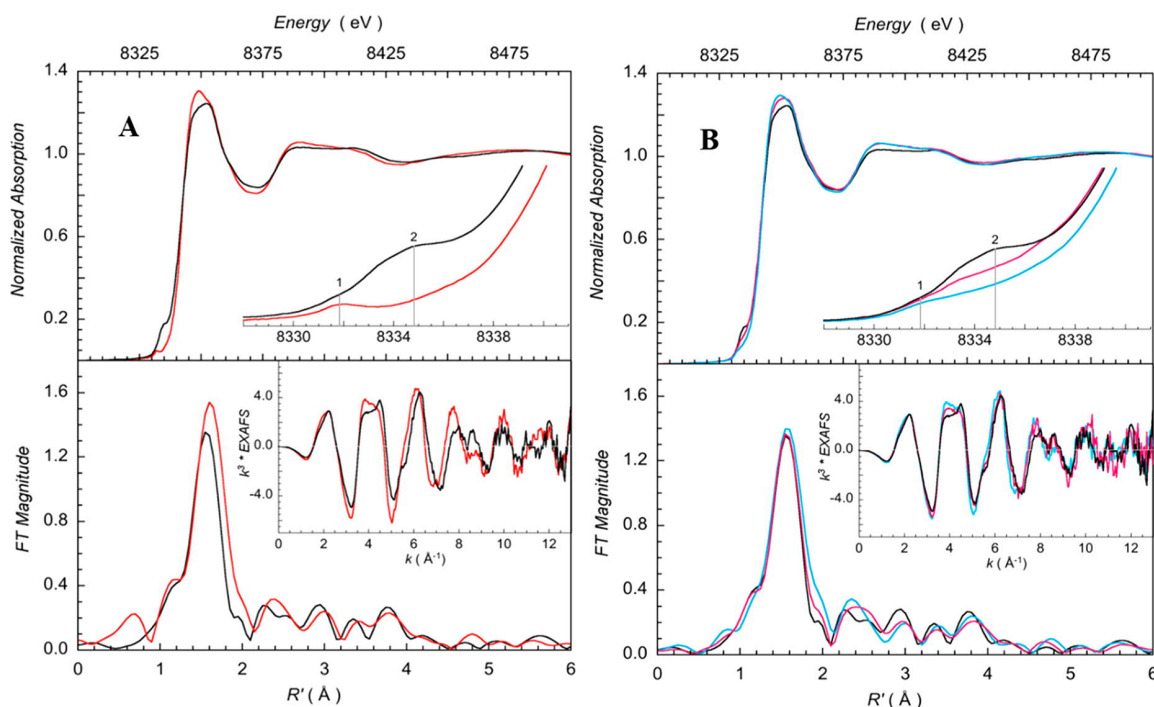 Energy ( eV )
8325 8375 8425 8475
1.4
1.0
0.6
0.2
Normalized Absorption
A
1
2
8330 8334 8338
1.6
1.2
0.8
0.4
0.0
FT Magnitude
k³ * EXAFS
4.0
0.0
-4.0
0 2 4 6 8 10 12
k ( Å-1)
0 1 2 3 4 5 6
R' ( Å )
Energy ( eV )
8325 8375 8425 8475
1.4
1.0
0.6
0.2
Normalized Absorption
B
1
2
8330 8334 8338
1.6
1.2
0.8
0.4
0.0
FT Magnitude
k³ * EXAFS
4.0
0.0
-4.0
0 2 4 6 8 10 12
k ( Å-1)
0 1 2 3 4 5 6
R' ( Å )